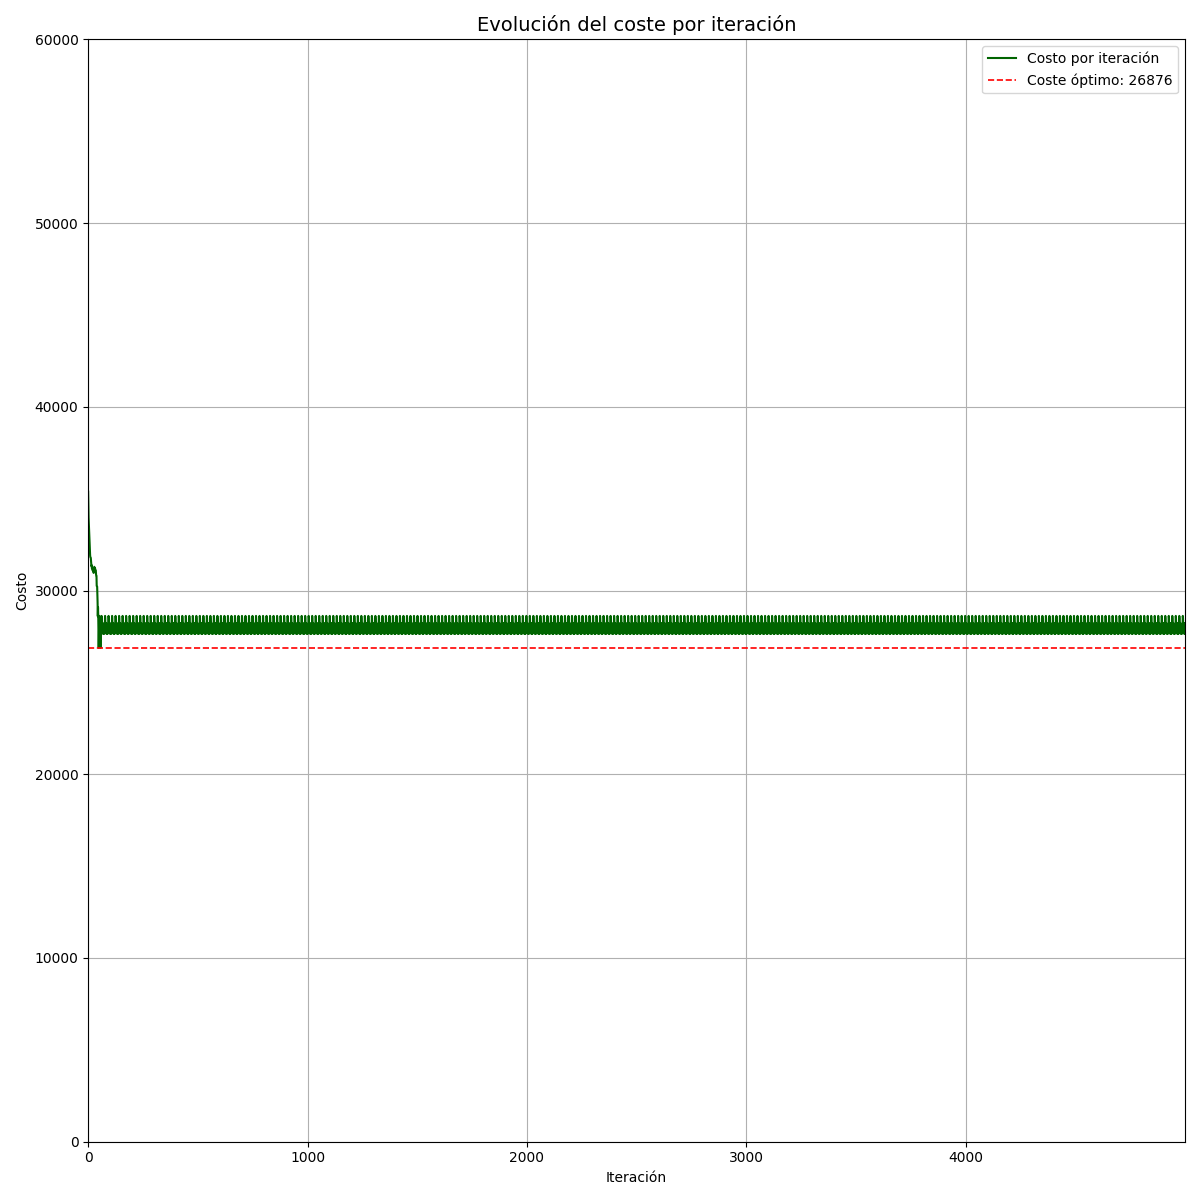 Evolución del coste por iteración
Costo por iteración
Coste óptimo: 26876
60000
50000
40000
30000
20000
10000
0
Costo
0 1000 2000 3000 4000
Iteración